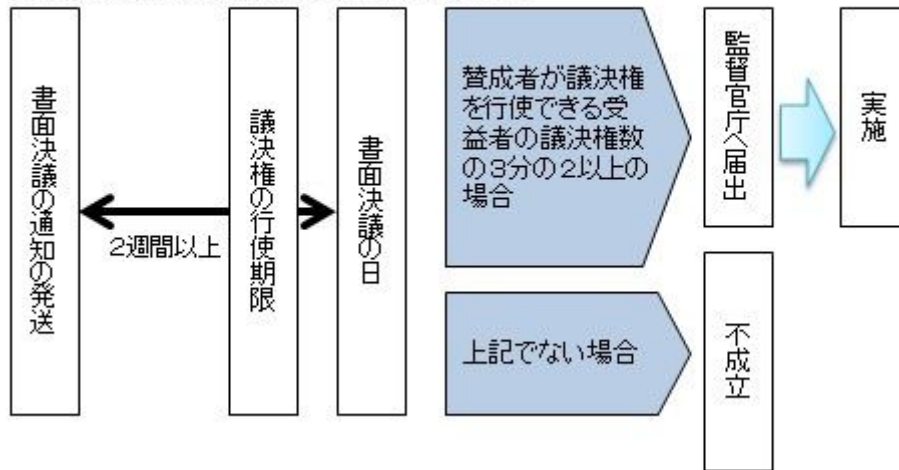 書面決議の通知の発送
2週間以上
議決権の行使期限
書面決議の日
賛成者が議決権
を行使できる受
益者の議決権数
の3分の2以上の
場合
監督官庁へ届出
実施
上記でない場合
不成立